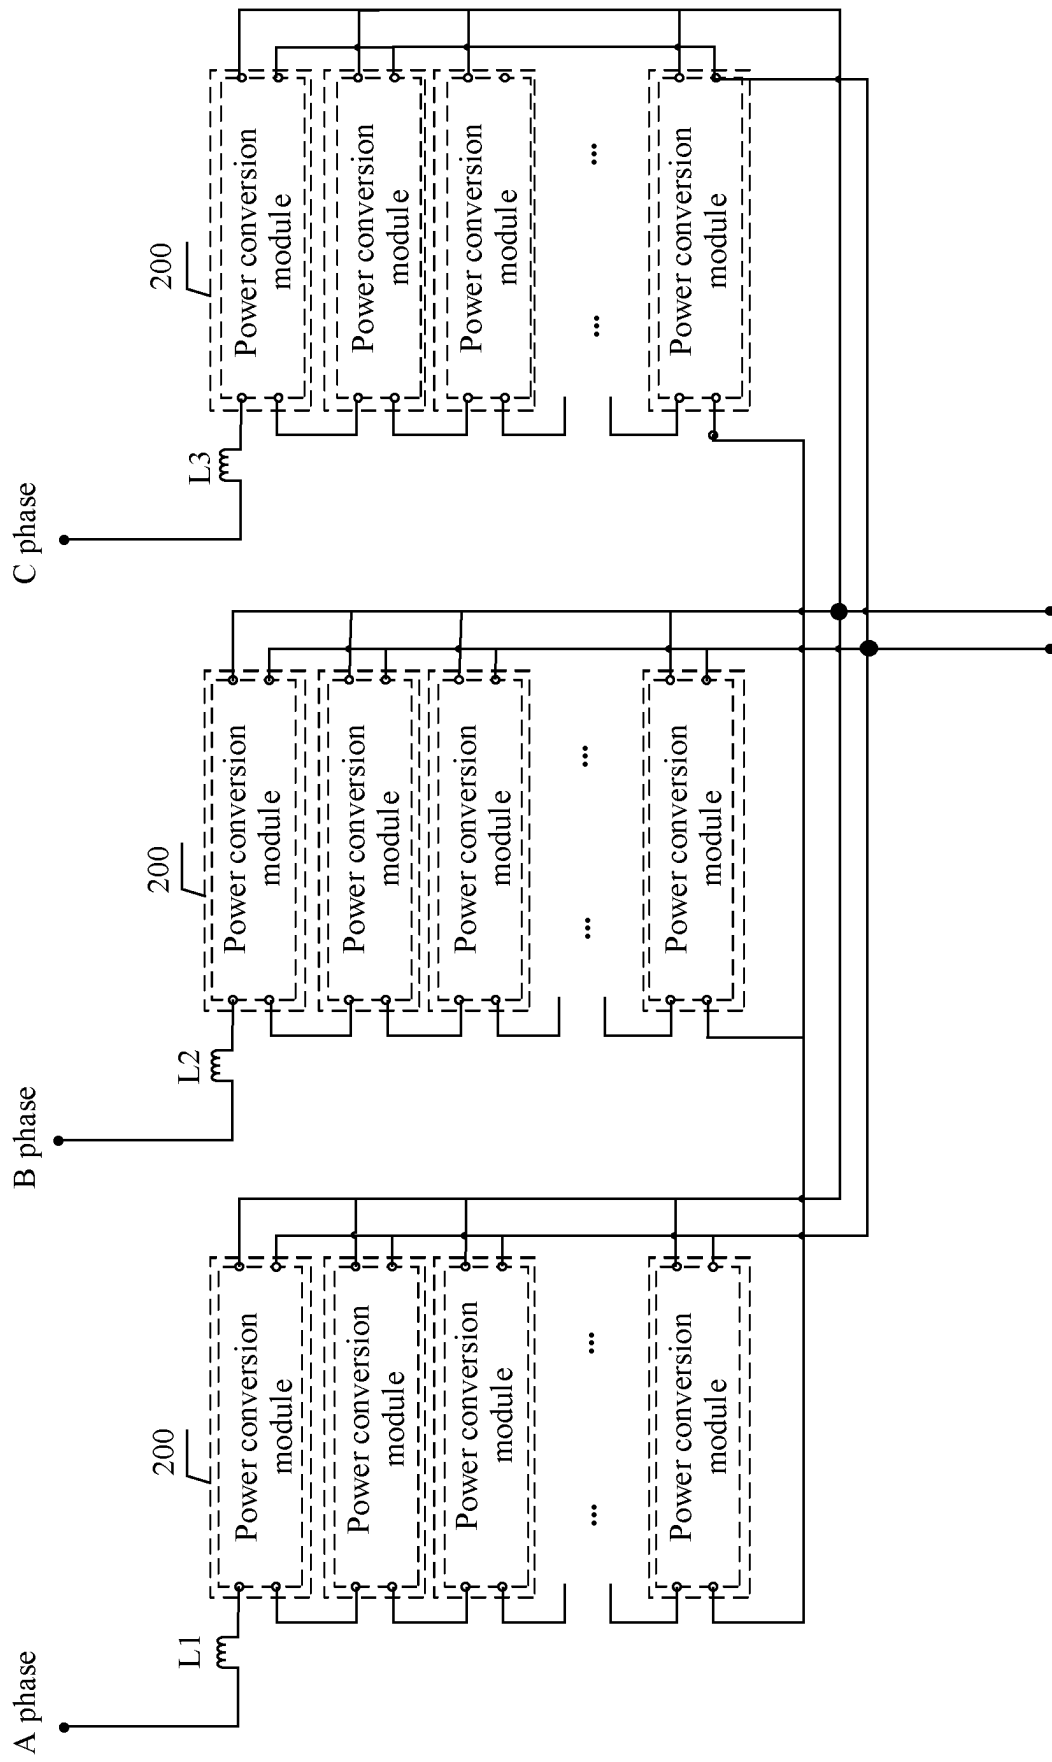 A phase
L1
200
Power conversion
module
Power conversion
module
Power conversion
module
...
...
Power conversion
module
B phase
L2
200
Power conversion
module
Power conversion
module
Power conversion
module
...
...
Power conversion
module
C phase
L3
200
Power conversion
module
Power conversion
module
Power conversion
module
...
...
Power conversion
module